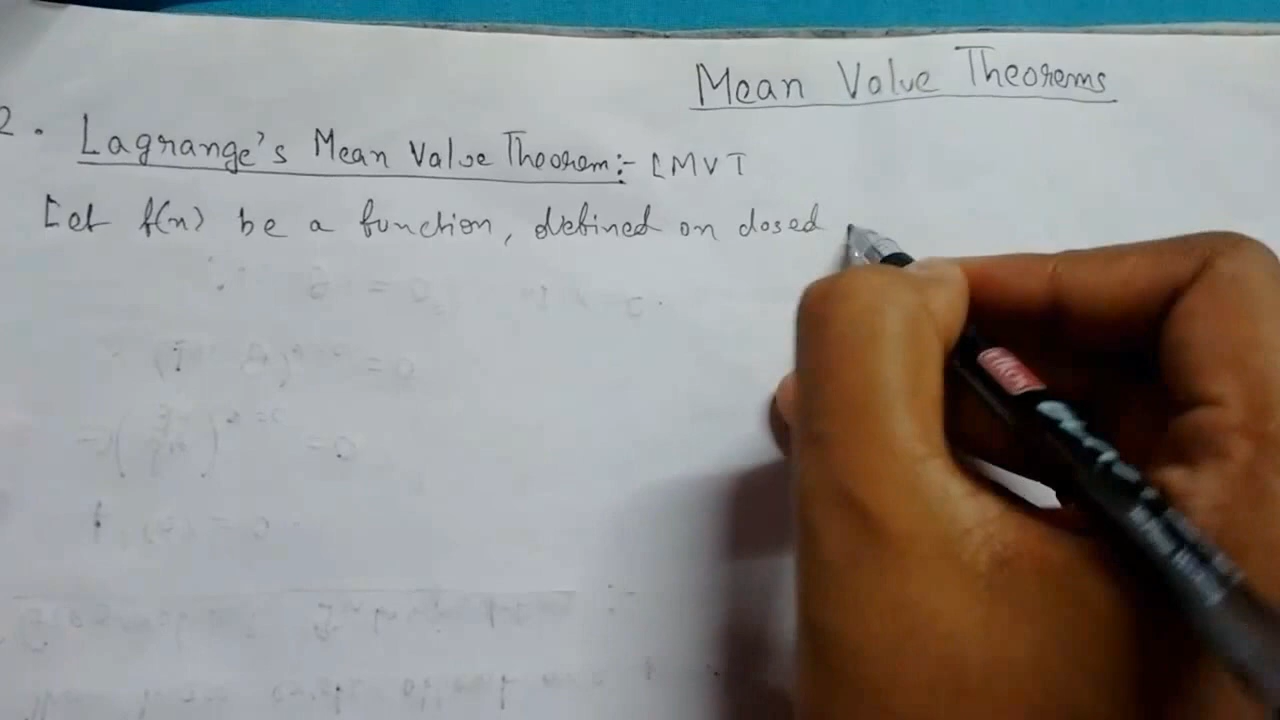 Mean Value Theorems
2. Lagrange's Mean Value Theorem:- LMVT
Let f(x) be a function, defined on closed